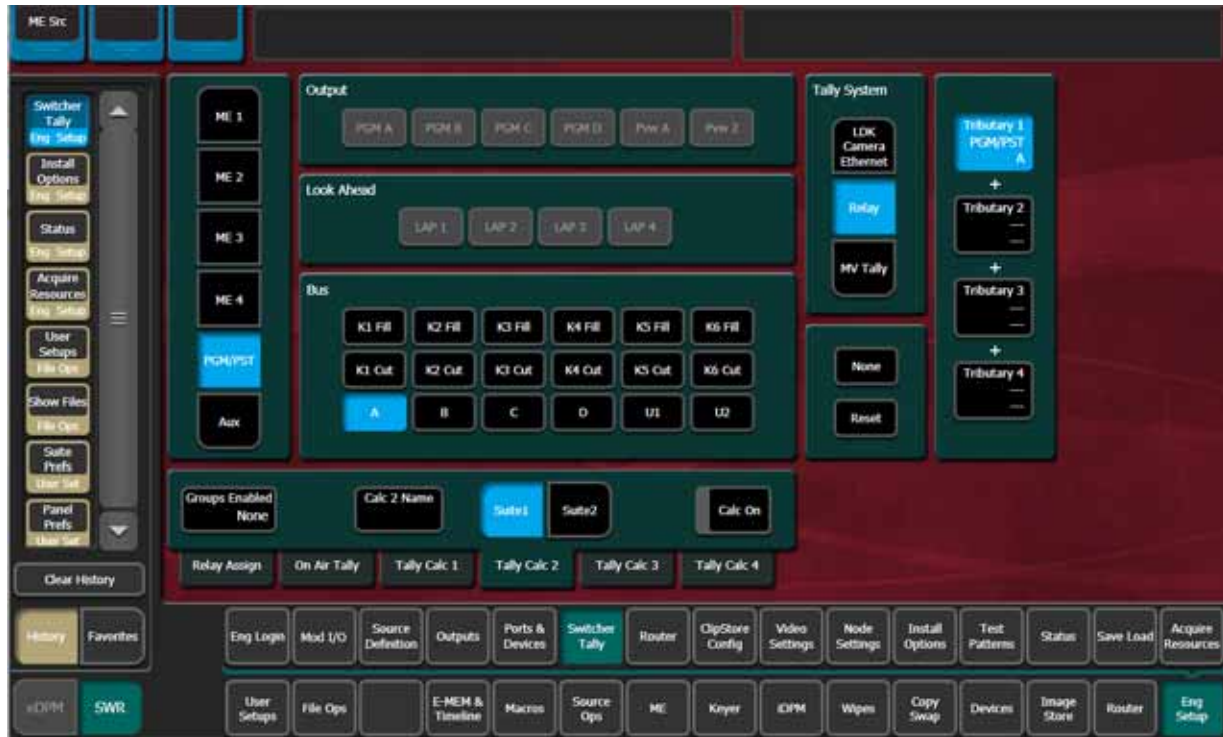 ME Src
Switcher
Tally
Eng Setup
Install
Options
Eng Setup
Status
Eng Setup
Acquire
Resources
Eng Setup
User
Setups
File Ops
Show Files
File Ops
Suite
Prefs
User Set
Panel
Prefs
User Set
Clear History
History Favorites
eDPM SWR
ME 1
ME 2
ME 3
ME 4
PGM/PST
Aux
Output
PGM A PGM B PGM C PGM D Pvw A Pvw 2
Look Ahead
LAP 1 LAP 2 LAP 3 LAP 4
Bus
K1 Fill K2 Fill K3 Fill K4 Fill K5 Fill K6 Fill
K1 Cut K2 Cut K3 Cut K4 Cut K5 Cut K6 Cut
A B C D U1 U2
Tally System
LDK
Camera
Ethernet
Relay
MV Tally
None
Reset
Tributary 1
PGM/PST
A
+
Tributary 2
---
---
+
Tributary 3
---
---
+
Tributary 4
---
---
Groups Enabled
None
Calc 2 Name
Suite1 Suite2
Calc On
Relay Assign On Air Tally Tally Calc 1 Tally Calc 2 Tally Calc 3 Tally Calc 4
Eng Login Mod I/O Source Definition Outputs Ports & Devices Switcher Tally Router ClipStore Config Video Settings Node Settings Install Options Test Patterns Status Save Load Acquire Resources
User Setups File Ops E-MEM & Timeline Macros Source Ops ME Keyer iDPM Wipes Copy Swap Devices Image Store Router Eng Setup